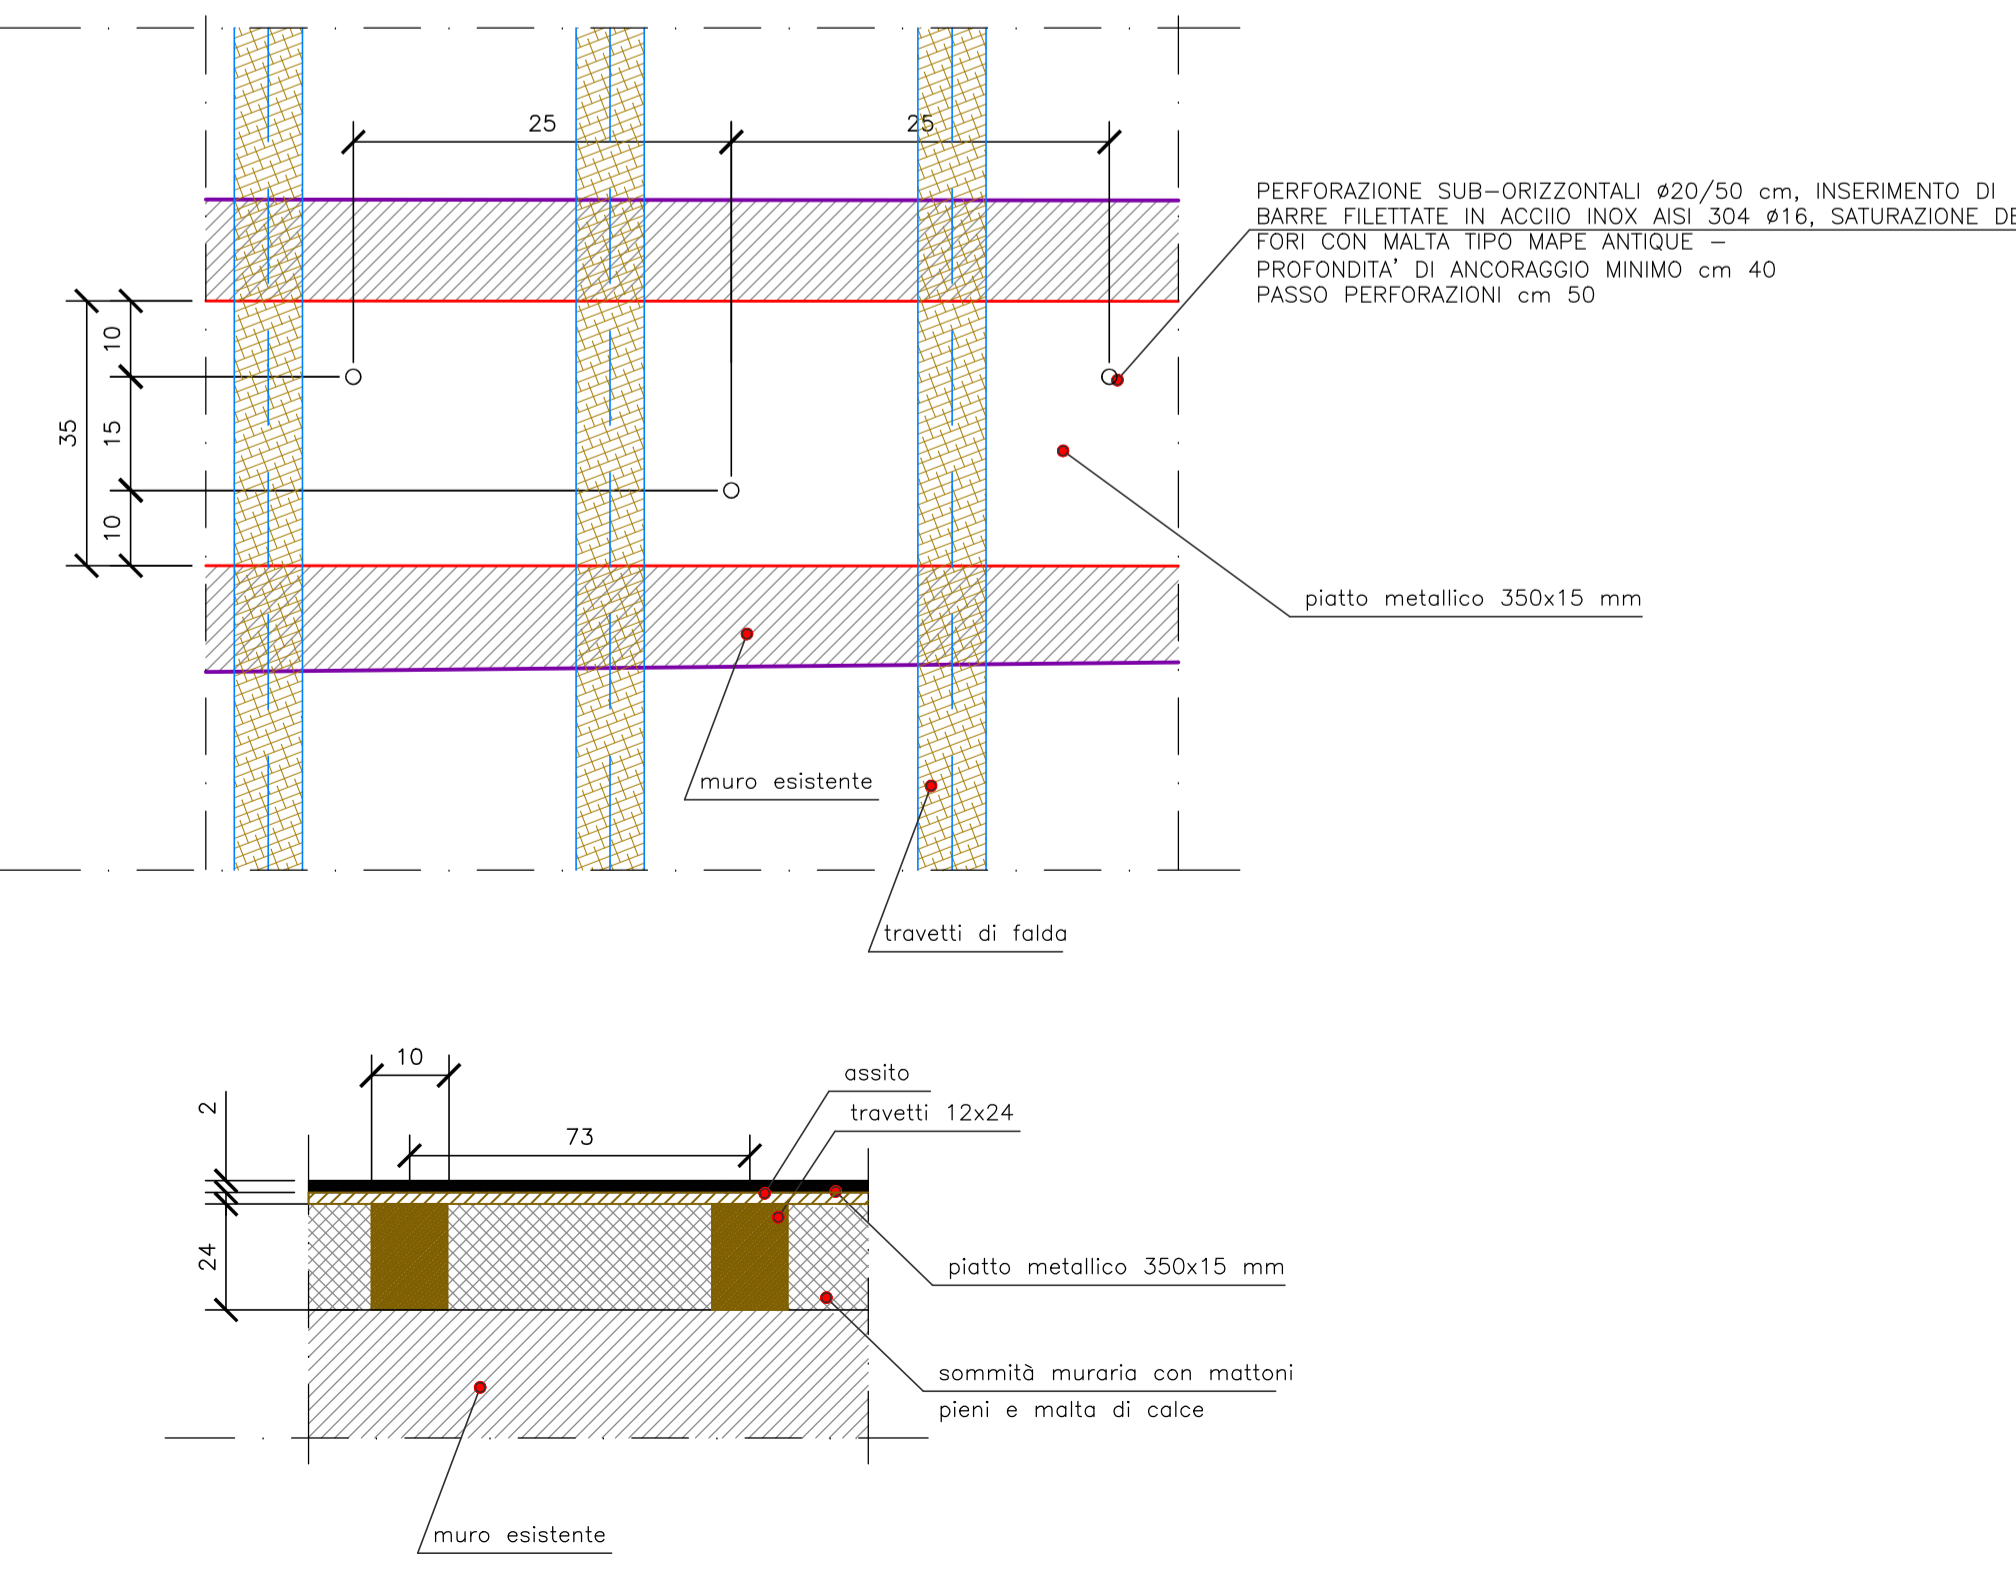 25
25
PERFORAZIONE SUB-ORIZZONTALI ø20/50 cm, INSERIMENTO DI
BARRE FILETTATE IN ACCIIO INOX AISI 304 ø16, SATURAZIONE
FORI CON MALTA TIPO MAPE ANTIQUE -
PROFONDITA' DI ANCORAGGIO MINIMO cm 40
PASSO PERFORAZIONI cm 50
10
35
15
10
piatto metallico 350x15 mm
muro esistente
travetti di falda
10
assito
2
travetti 12x24
73
24
piatto metallico 350x15 mm
sommità muraria con mattoni
pieni e malta di calce
muro esistente